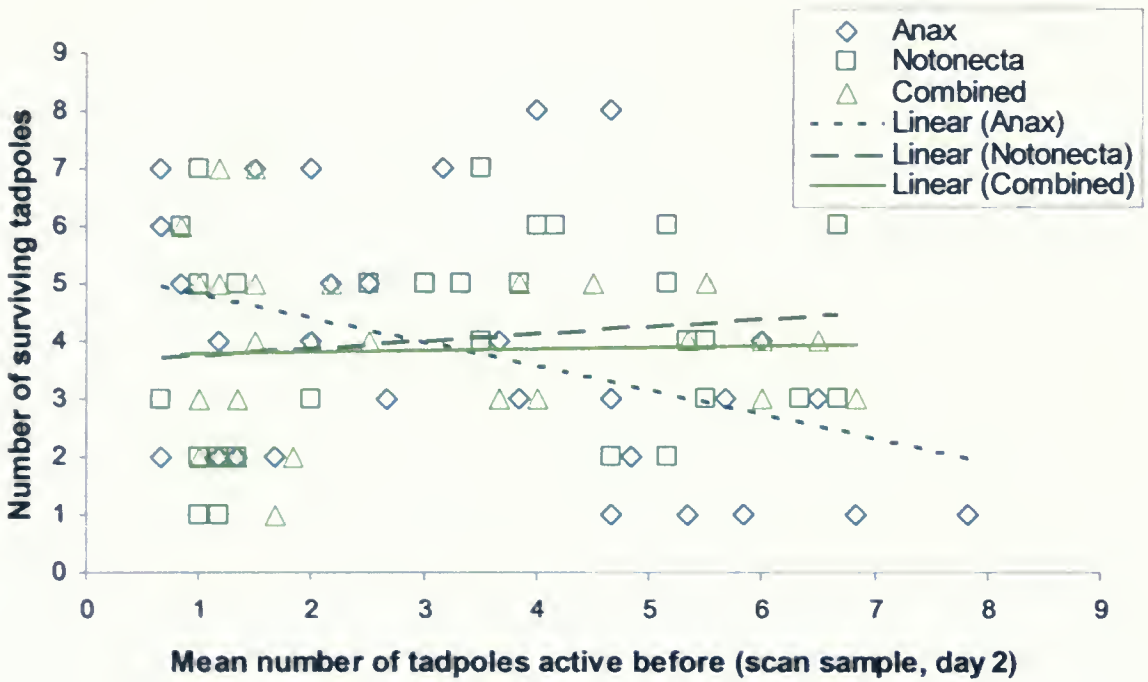 Anax
Notonecta
Combined
Linear (Anax)
Linear (Notonecta)
Linear (Combined)
Number of surviving tadpoles
9
8
7
6
5
4
3
2
1
0
0 1 2 3 4 5 6 7 8 9
Mean number of tadpoles active before (scan sample, day 2)